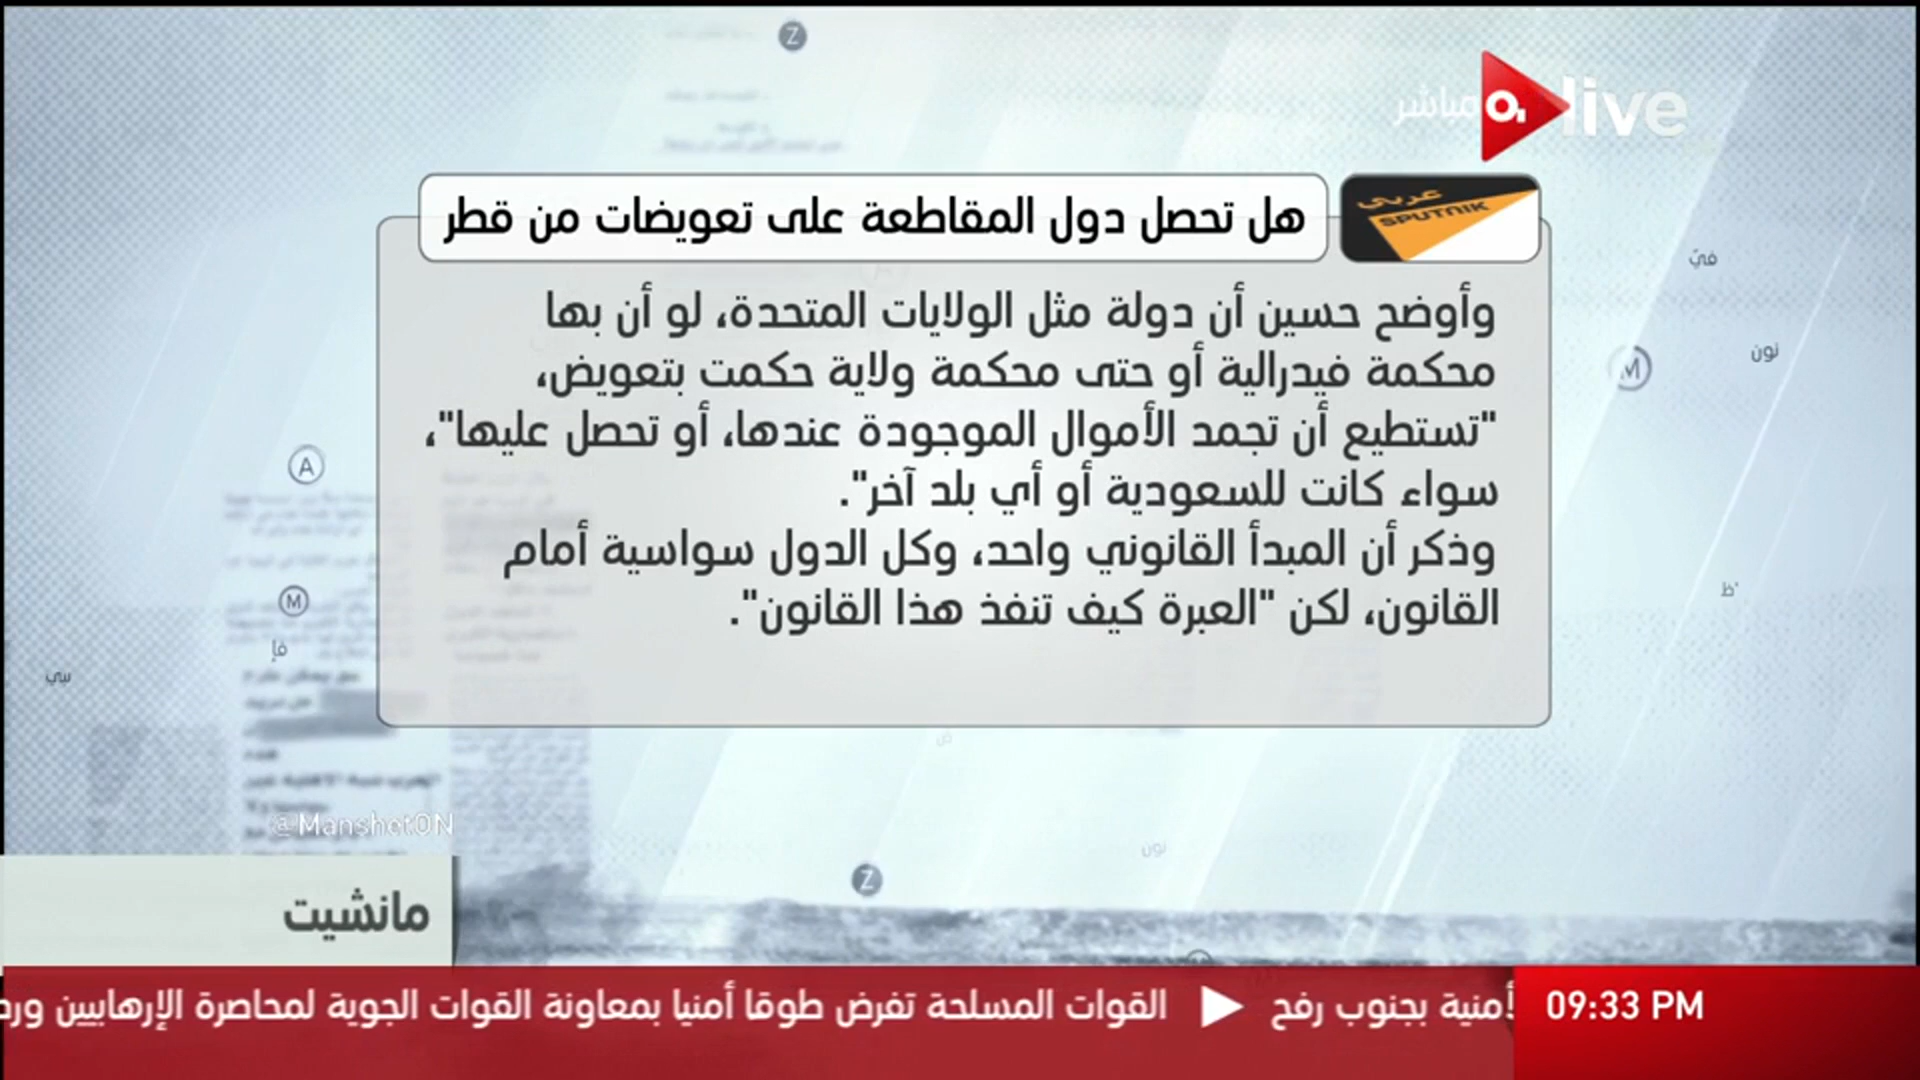 Z
مباشر
live
عربي
SPUTNIK
هل تحصل دول المقاطعة على تعويضات من قطر
وأوضح حسين أن دولة مثل الولايات المتحدة، لو أن بها
محكمة فيدرالية أو حتى محكمة ولاية حكمت بتعويض،
"تستطيع أن تجمد الأموال الموجودة عندها، أو تحصل عليها"،
سواء كانت للسعودية أو أي بلد آخر".
وذكر أن المبدأ القانوني واحد، وكل الدول سواسية أمام
القانون، لكن "العبرة كيف تنفذ هذا القانون".
نون
M
A
M
نون
Z
@ManshetON
مانشيت
أمنية بجنوب رفح
القوات المسلحة تفرض طوقا أمنيا بمعاونة القوات الجوية لمحاصرة الإرهابيين
09:33 PM